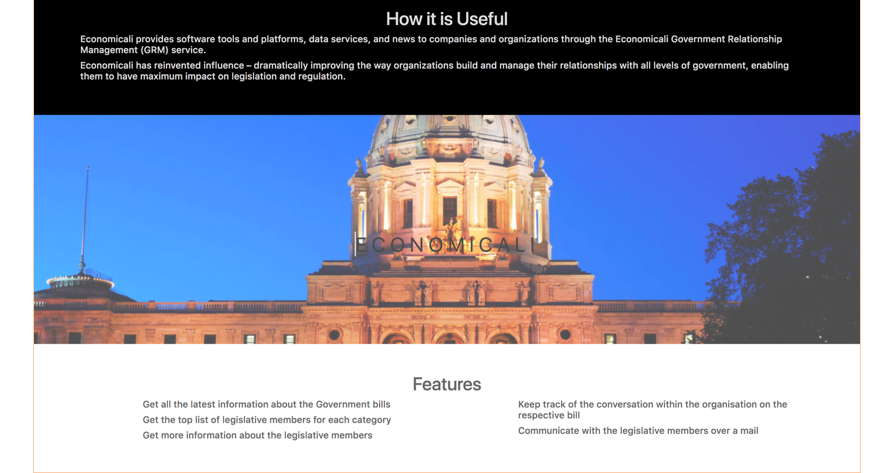 How it is Useful
Economicali provides software tools and platforms, data services, and news to companies and organizations through the Economicali Government Relationship
Management (GRM) service.
Economicali has reinvented influence – dramatically improving the way organizations build and manage their relationships with all levels of government, enabling
them to have maximum impact on legislation and regulation.
ECONOMICALI
Features
Get all the latest information about the Government bills
Get the top list of legislative members for each category
Get more information about the legislative members
Keep track of the conversation within the organisation on the
respective bill
Communicate with the legislative members over a mail